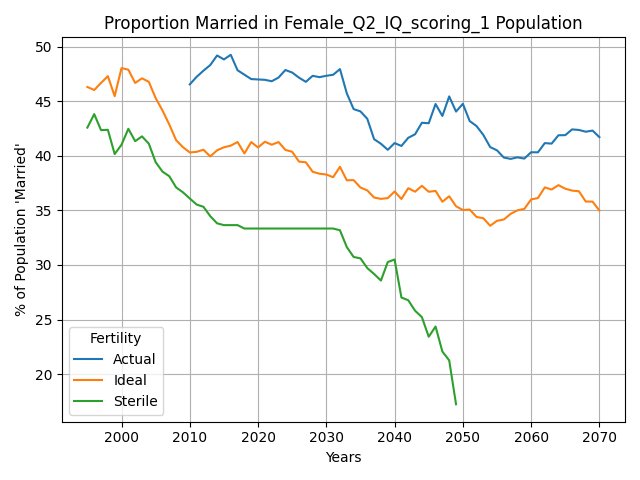 Proportion Married in Female_Q2_IQ_scoring_1 Population
% of Population 'Married'
50
45
40
35
30
25
20
Fertility
Actual
Ideal
Sterile
2000 2010 2020 2030 2040 2050 2060 2070
Years